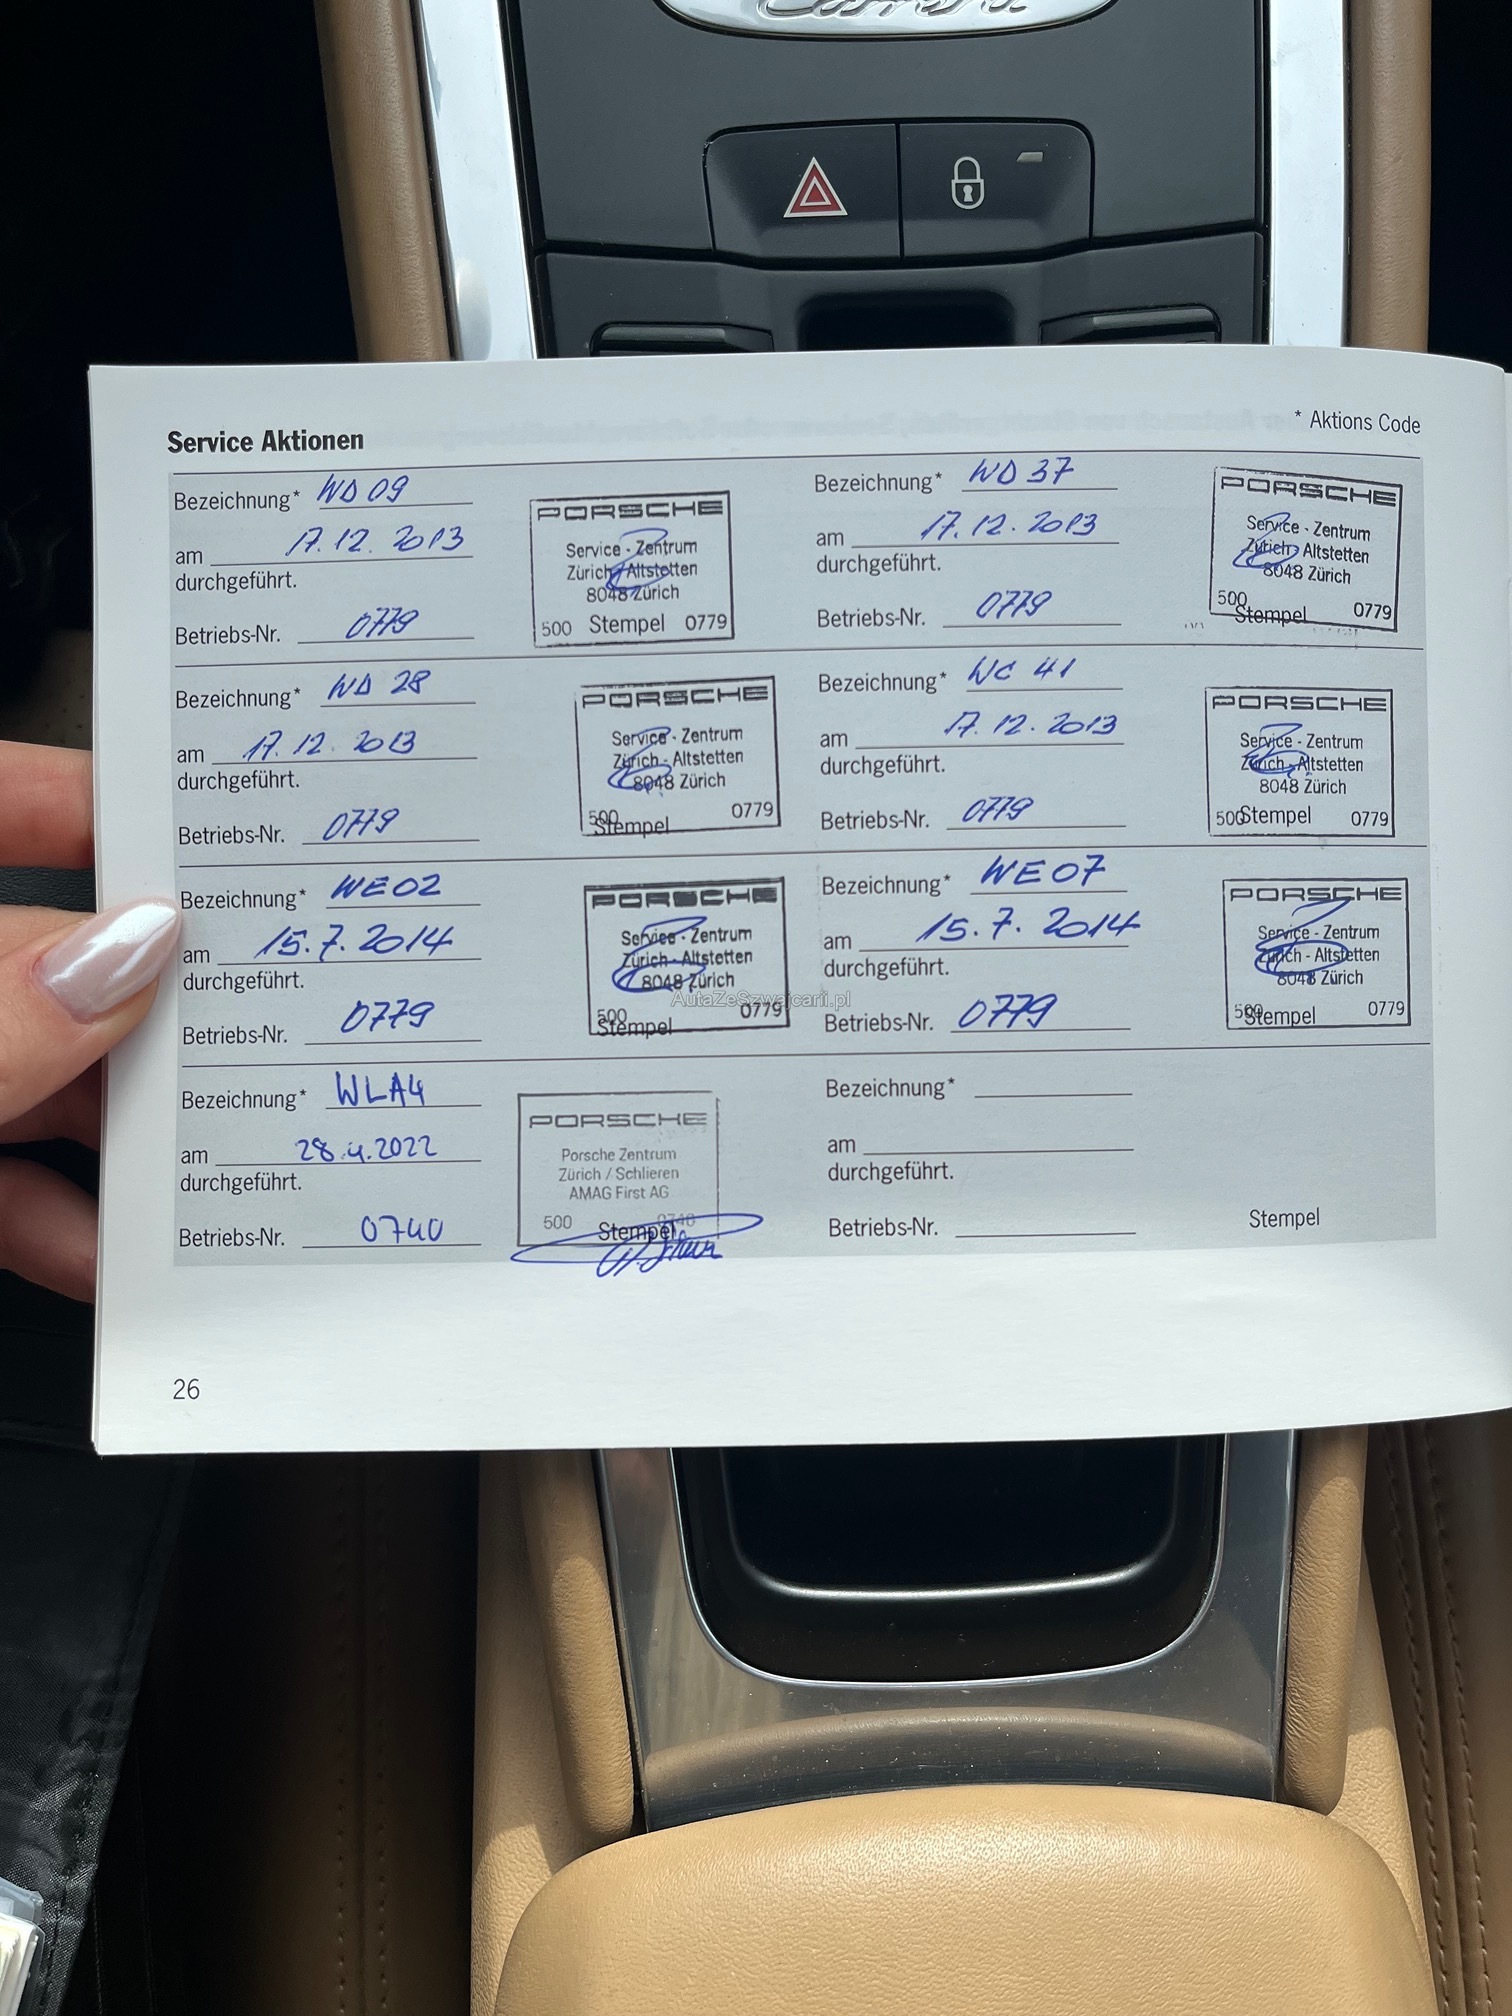 Carrera
Service Aktionen
* Aktions Code
Bezeichnung* WD 09
am 17.12. 2013
durchgeführt.
Betriebs-Nr. 0779
PORSCHE
Service - Zentrum
Zürich - Altstetten
8048 Zürich
500 Stempel 0779
Bezeichnung* WD 37
am 17.12. 2013
durchgeführt.
Betriebs-Nr. 0779
PORSCHE
Service - Zentrum
Zürich - Altstetten
8048 Zürich
500 Stempel 0779
Bezeichnung* WD 28
am 17.12. 2013
durchgeführt.
Betriebs-Nr. 0779
PORSCHE
Service - Zentrum
Zürich - Altstetten
8048 Zürich
500 Stempel 0779
Bezeichnung* WC 41
am 17.12. 2013
durchgeführt.
Betriebs-Nr. 0779
PORSCHE
Service - Zentrum
Zürich - Altstetten
8048 Zürich
500 Stempel 0779
Bezeichnung* WE02
am 15.7. 2014
durchgeführt.
Betriebs-Nr. 0779
PORSCHE
Service - Zentrum
Zürich - Altstetten
8048 Zürich
500 Stempel 0779
AutaZeSzwajcarii.pl
Bezeichnung* WE07
am 15.7. 2014
durchgeführt.
Betriebs-Nr. 0779
PORSCHE
Service - Zentrum
Zürich - Altstetten
8048 Zürich
500 Stempel 0779
Bezeichnung* WLA4
am 28.4.2022
durchgeführt.
Betriebs-Nr. 0740
PORSCHE
Porsche Zentrum
Zürich / Schlieren
AMAG First AG
500 Stempel 0740
Bezeichnung*
am
durchgeführt.
Betriebs-Nr.
Stempel
26